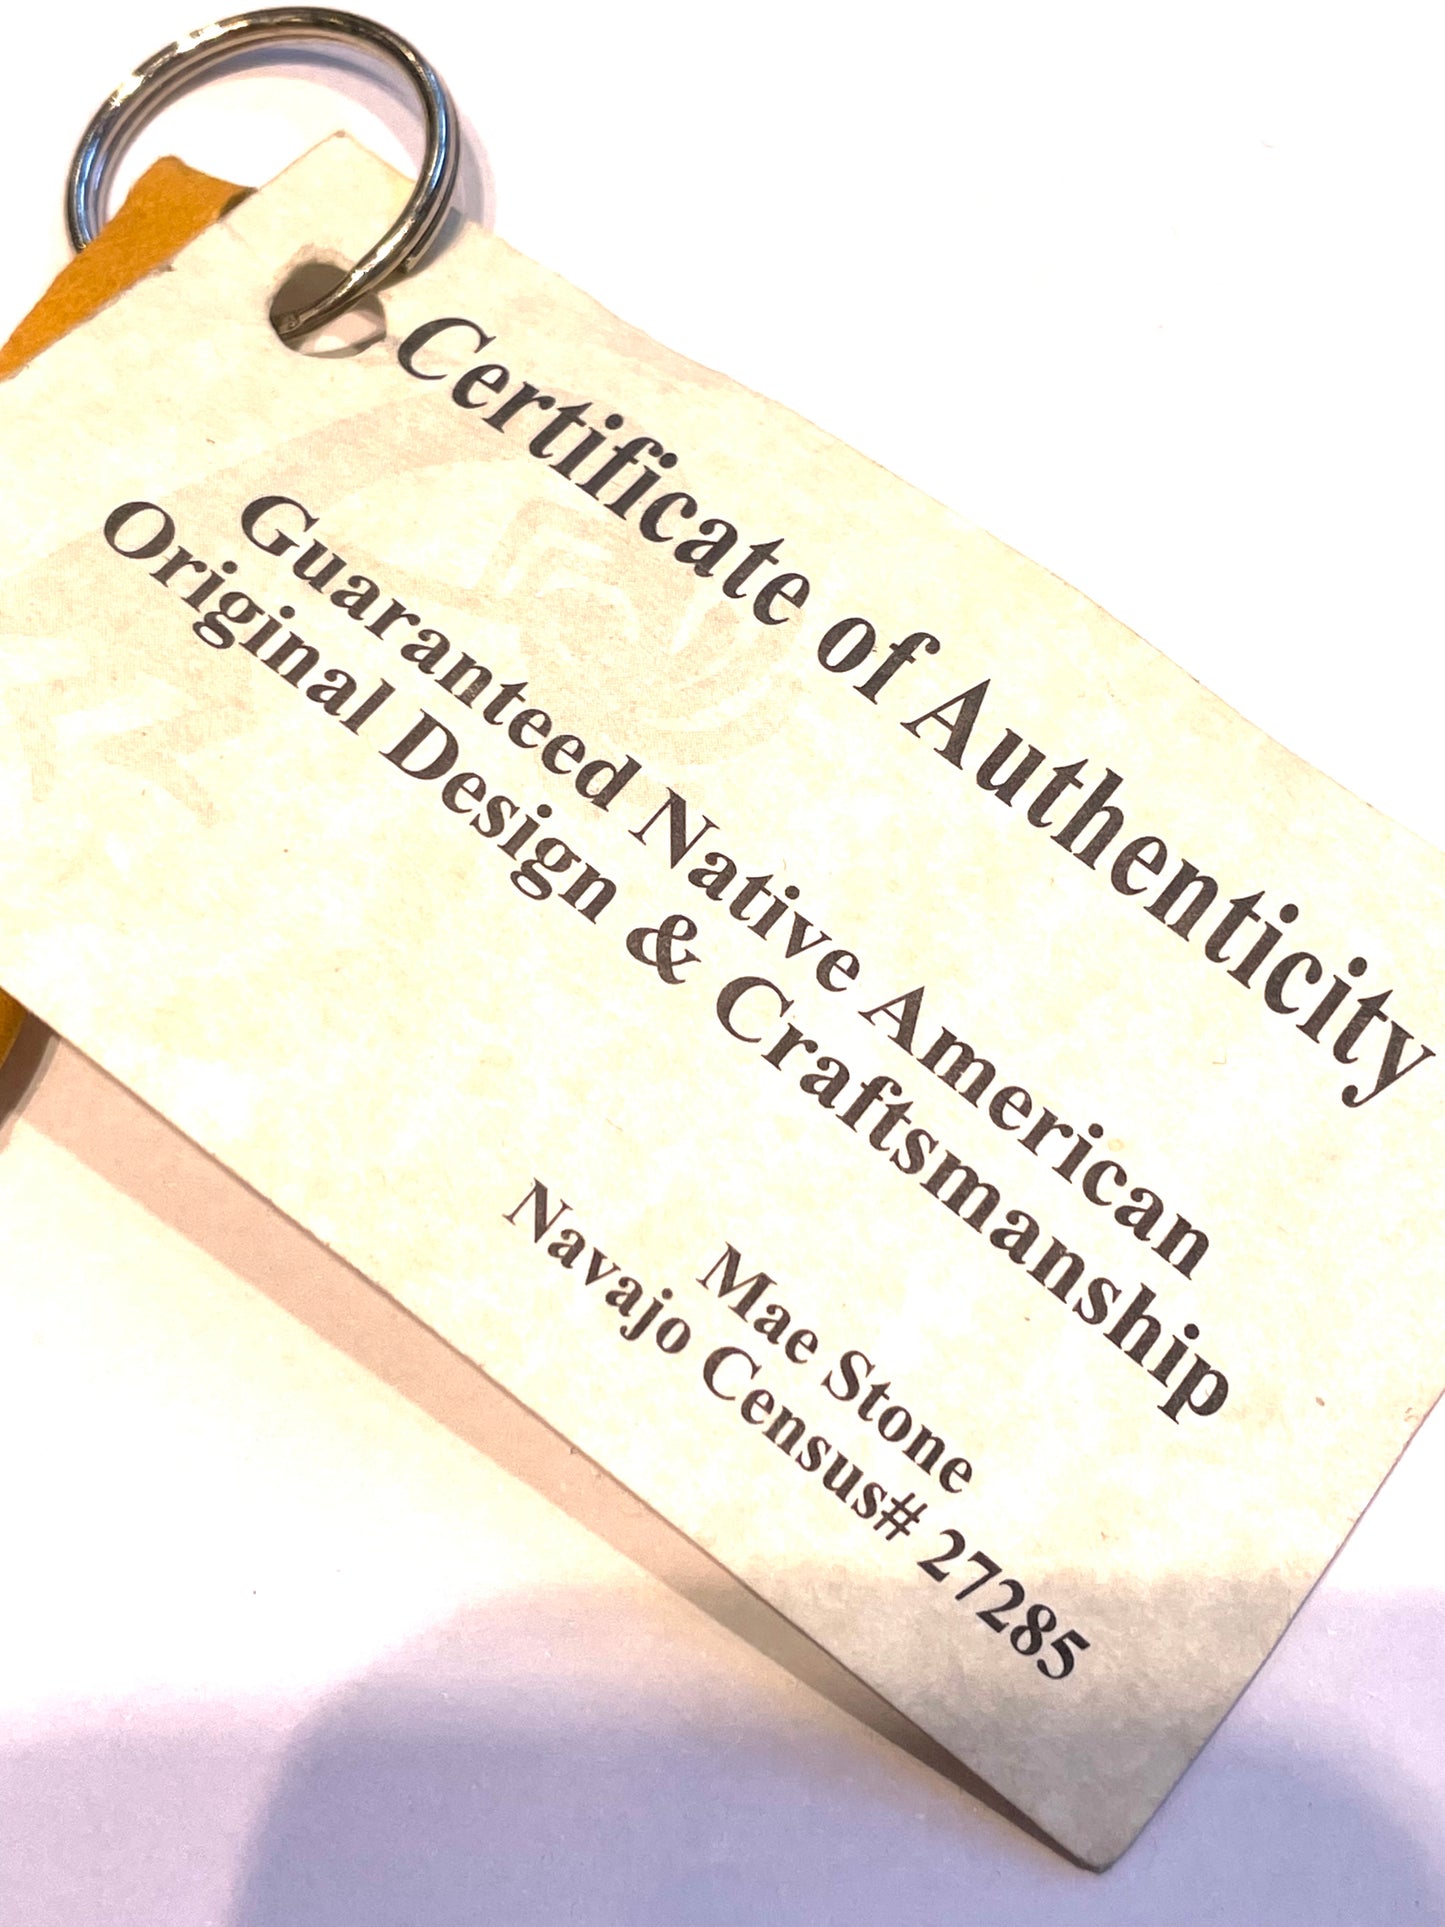 Certificate of Authenticity
Guaranteed Native American
Original Design & Craftsmanship
Mae Stone
Navajo Census# 27285